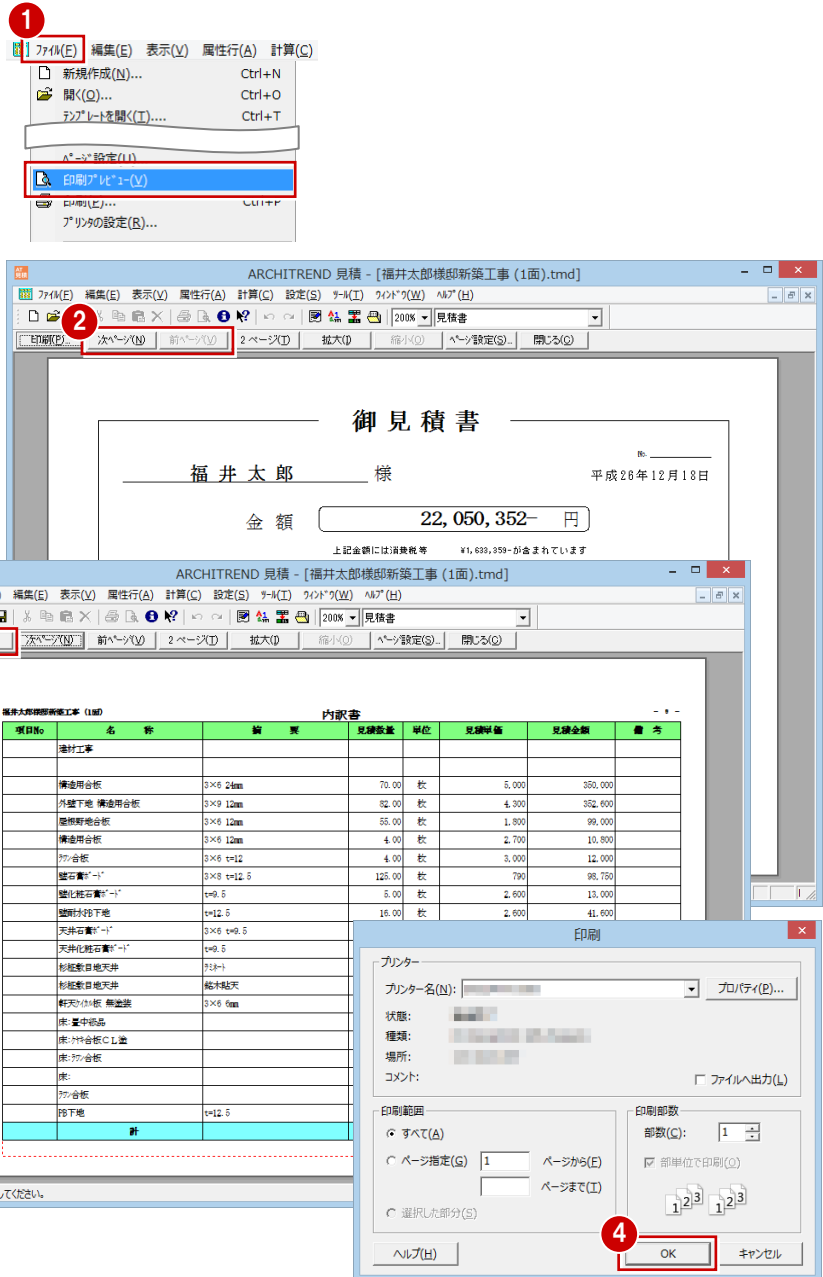 1
ファイル(F) 編集(E) 表示(V) 属性行(A) 計算(C)
新規作成(N)... Ctrl+N
開く(O)... Ctrl+O
テンプレートを開く(T).... Ctrl+T
ページ設定(U)
印刷プレビュー(V)
印刷(P)... Ctrl+P
プリンタの設定(R)...
ARCHITREND 見積 - [福井太郎様邸新築工事 (1面).tmd]
ファイル(F) 編集(E) 表示(V) 属性行(A) 計算(C) 設定(S) ツール(T) ウィンドウ(W) ヘルプ(H)
2
200% 見積書
印刷(P)... 次ページ(N) 前ページ(V) 2 ページ(T) 拡大(I) 縮小(O) ページ設定(S)... 閉じる(C)
御見積書
No.
福井太郎 様 平成26年12月18日
金額 22,050,352− 円
上記金額には消費税等 ¥1,633,359-が含まれています
ARCHITREND 見積 - [福井太郎様邸新築工事 (1面).tmd]
編集(E) 表示(V) 属性行(A) 計算(C) 設定(S) ツール(T) ウィンドウ(W) ヘルプ(H)
200% 見積書
次ページ(N) 前ページ(V) 2 ページ(T) 拡大(I) 縮小(O) ページ設定(S)... 閉じる(C)
福井太郎様邸新築工事 (1面) 内訳書
項目No 名称 摘要 見積数量 単位 見積単価 見積金額 備考
建材工事
構造用合板 3×6 24mm 70.00 枚 5,000 350,000
外壁下地 構造用合板 3×9 12mm 82.00 枚 4,300 352,600
屋根野地合板 3×6 12mm 55.00 枚 1,800 99,000
構造用合板 3×6 12mm 4.00 枚 2,700 10,800
ラワン合板 3×6 t=12 4.00 枚 3,000 12,000
壁石膏ボード 3×8 t=12.5 125.00 枚 790 98,750
壁化粧石膏ボード t=9.5 5.00 枚 2,600 13,000
壁耐水PB下地 t=12.5 16.00 枚 2,600 41,600
天井石膏ボード 3×6 t=9.5
天井化粧石膏ボード t=9.5
杉柾敷目地天井 ラミネート
杉柾敷目地天井 銘木貼天
軒天ケイカル板 無塗装 3×6 6mm
床:畳中級品
床:ケヤキ合板CL塗
床:ラワン合板
床:
ラワン合板
PB下地 t=12.5
計
してください。
印刷
プリンター
プリンター名(N): プロパティ(P)...
状態:
種類:
場所:
コメント: ファイルへ出力(L)
印刷範囲
すべて(A)
ページ指定(G) 1 ページから(F)
ページまで(T)
選択した部分(S)
印刷部数
部数(C): 1
部単位で印刷(O)
1 2 3 1 2 3
4
ヘルプ(H) OK キャンセル